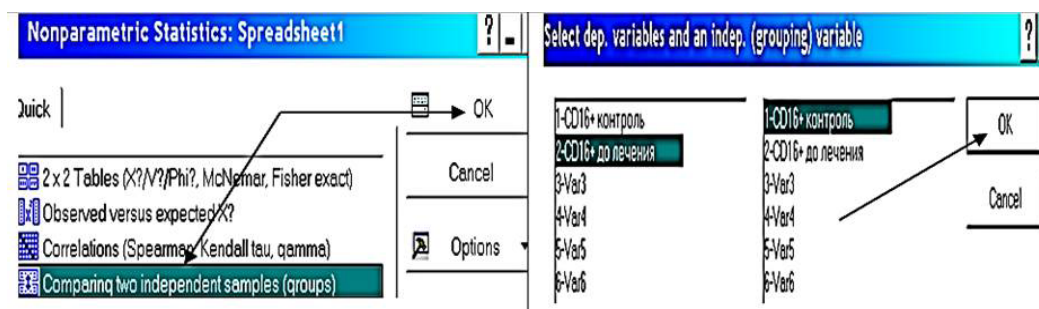 Nonparametric Statistics: Spreadsheet1
Quick
OK
2 x 2 Tables (X?/V?/Phi?, McNemar, Fisher exact)
Cancel
Observed versus expected X?
Correlations (Spearman, Kendall tau, gamma)
Options
Comparing two independent samples (groups)
Select dep. variables and an indep. (grouping) variable
1-CD16+ контроль
2-CD16+ до лечения
3-Var3
4-Var4
5-Var5
6-Var6
1-CD16+ контроль
2-CD16+ до лечения
3-Var3
4-Var4
5-Var5
6-Var6
OK
Cancel